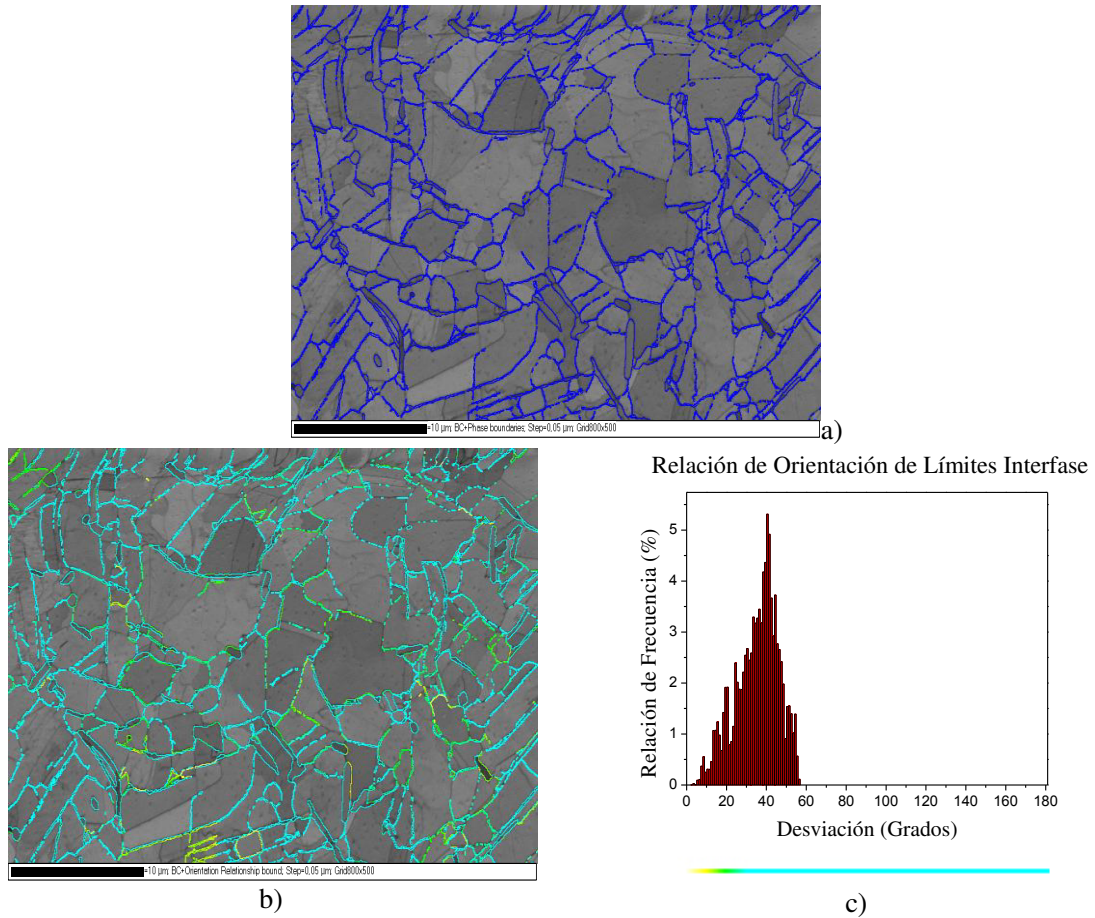 =10 µm; BC+Phase boundaries; Step=0,05 µm; Grid800x500
a)
=10 µm; BC+Orientation Relationship bound; Step=0,05 µm; Grid800x500
b)
Relación de Orientación de Límites Interfase
Relación de Frecuencia (%)
5
4
3
2
1
0
0 20 40 60 80 100 120 140 160 180
Desviación (Grados)
c)